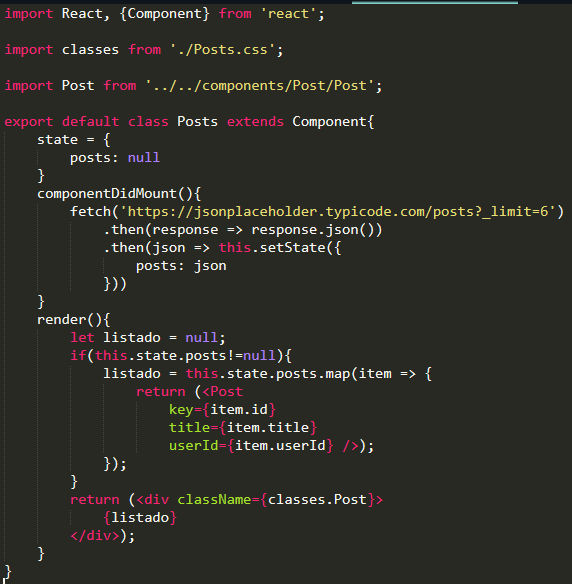 import React, {Component} from 'react';
import classes from './Posts.css';
import Post from '../../components/Post/Post';
export default class Posts extends Component{
    state = {
        posts: null
    }
    componentDidMount(){
        fetch('https://jsonplaceholder.typicode.com/posts?_limit=6')
            .then(response => response.json())
            .then(json => this.setState({
                posts: json
            }))
    }
    render(){
        let listado = null;
        if(this.state.posts!=null){
            listado = this.state.posts.map(item => {
                return (<Post
                    key={item.id}
                    title={item.title}
                    userId={item.userId} />);
            });
        }
        return (<div className={classes.Post}>
            {listado}
        </div>);
    }
}